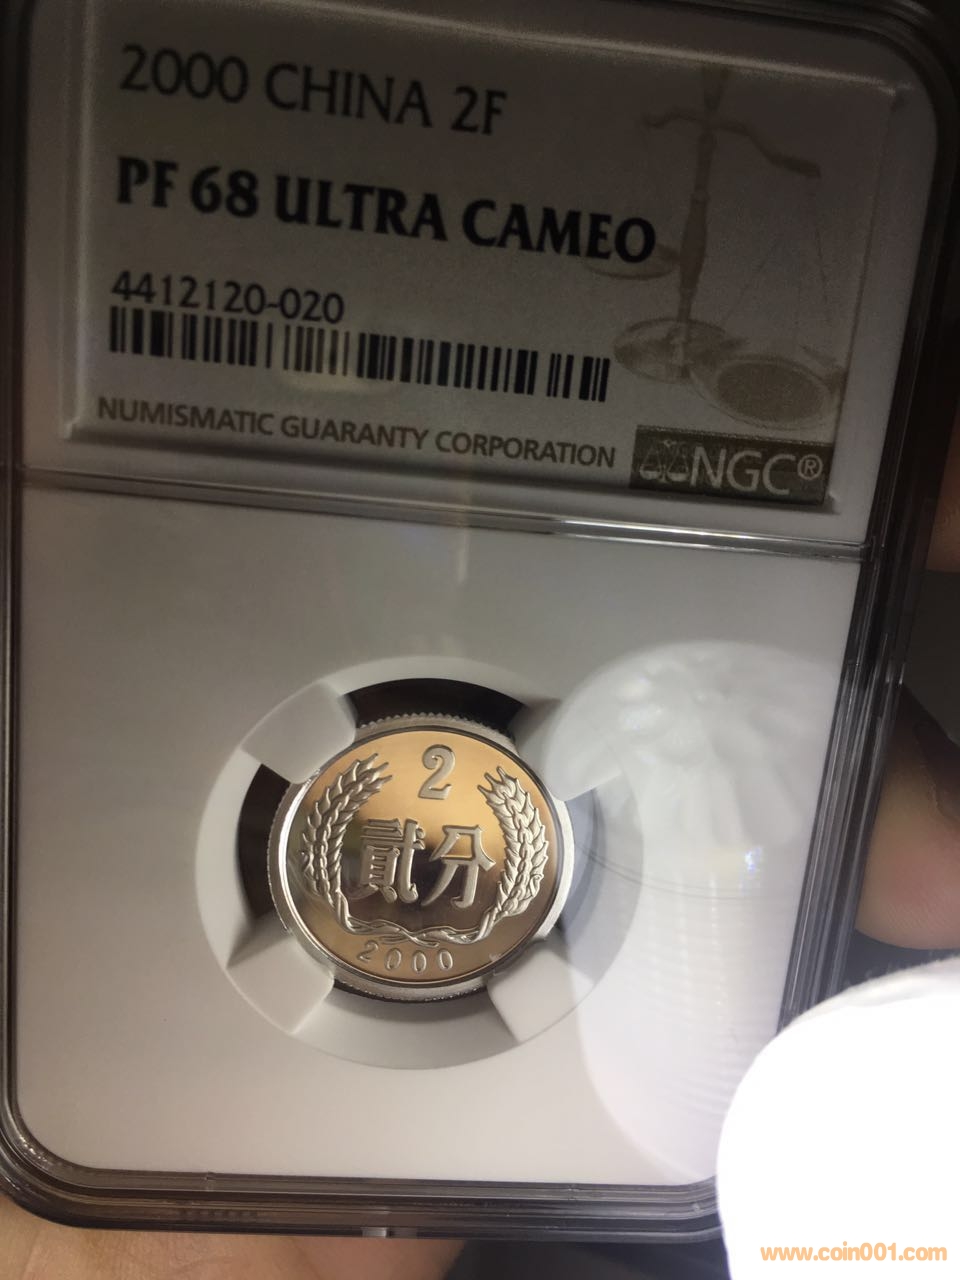 2000 CHINA 2F
PF 68 ULTRA CAMEO
4412120-020
NUMISMATIC GUARANTY CORPORATION
NGC®
2
貳分
2000
www.coin001.com